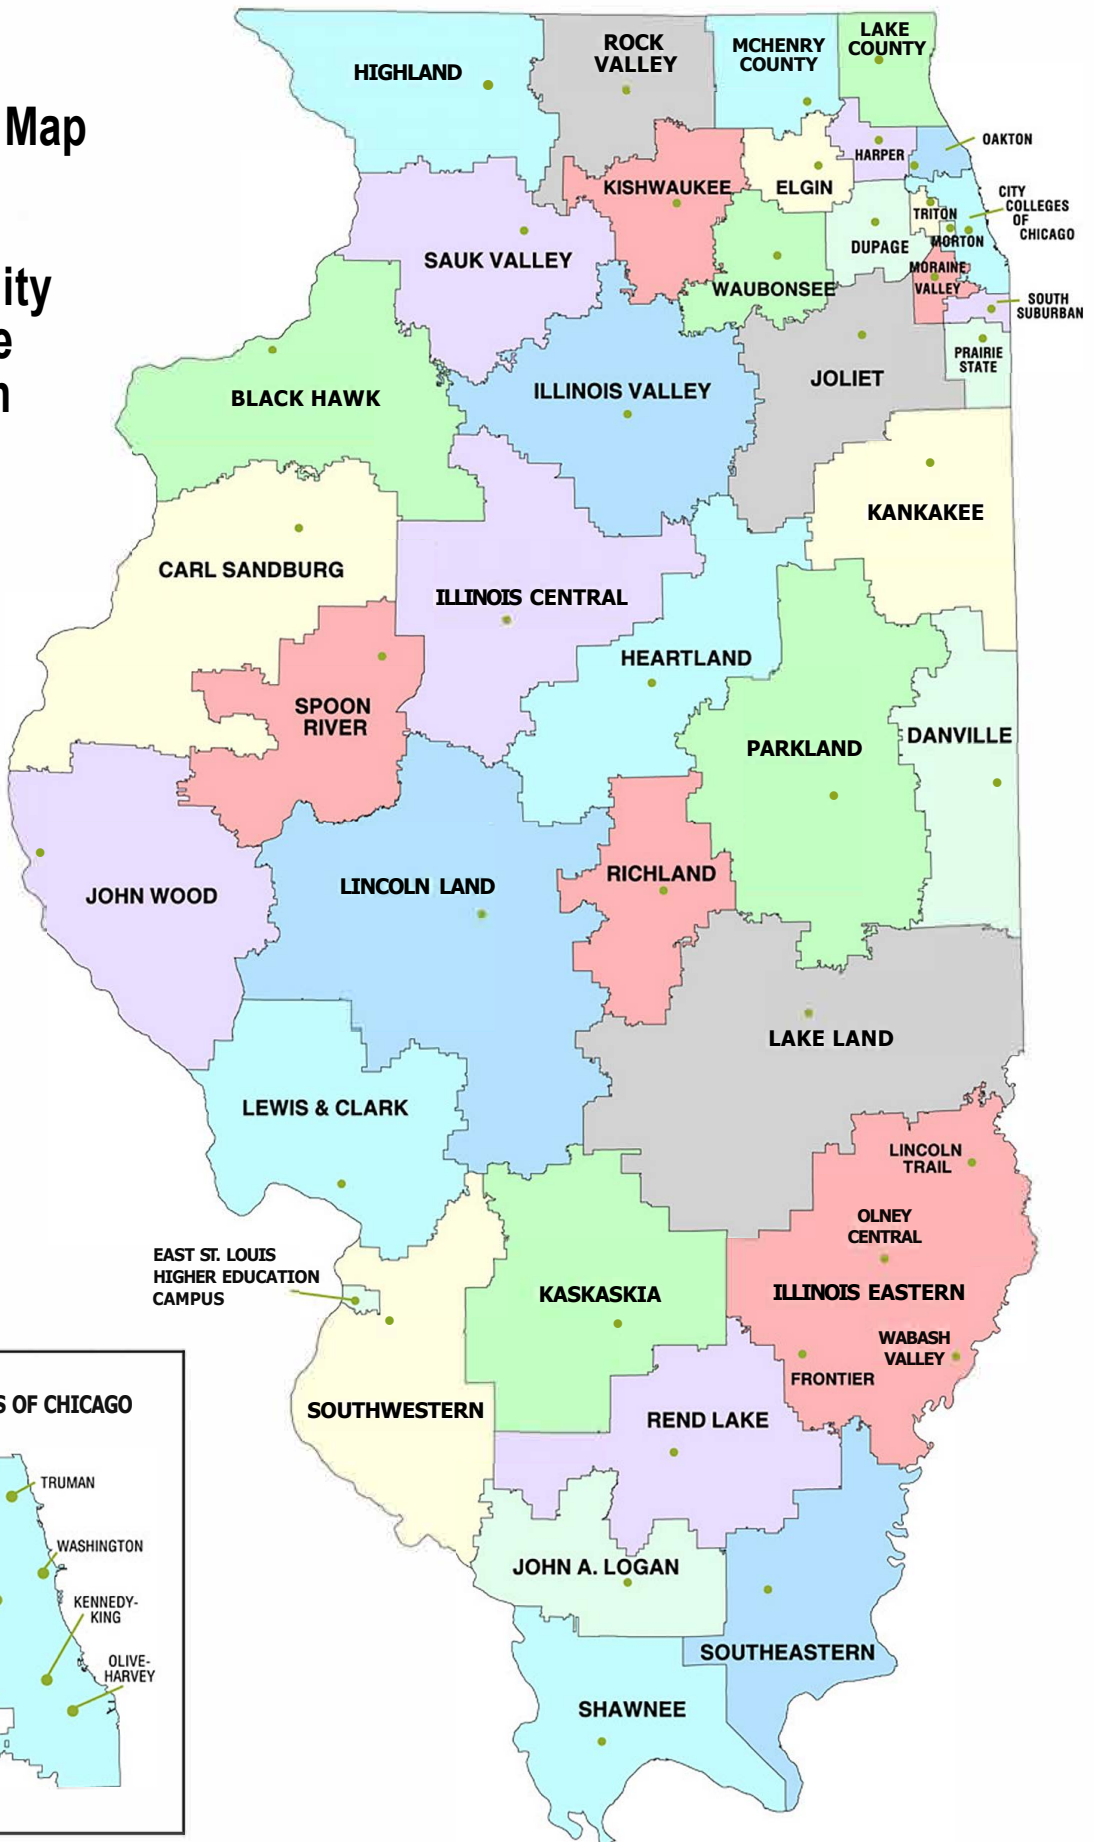 Map
ity
e
n
HIGHLAND
ROCK
VALLEY
MCHENRY
COUNTY
LAKE
COUNTY
HARPER
OAKTON
KISHWAUKEE
ELGIN
CITY
COLLEGES
OF
CHICAGO
TRITON
MORTON
DUPAGE
SAUK VALLEY
MORAINE
VALLEY
WAUBONSEE
SOUTH
SUBURBAN
PRAIRIE
STATE
JOLIET
ILLINOIS VALLEY
BLACK HAWK
KANKAKEE
CARL SANDBURG
ILLINOIS CENTRAL
HEARTLAND
SPOON
RIVER
DANVILLE
PARKLAND
RICHLAND
LINCOLN LAND
JOHN WOOD
LAKE LAND
LEWIS & CLARK
LINCOLN
TRAIL
OLNEY
CENTRAL
EAST ST. LOUIS
HIGHER EDUCATION
CAMPUS
KASKASKIA
ILLINOIS EASTERN
WABASH
VALLEY
FRONTIER
SOUTHWESTERN
REND LAKE
S OF CHICAGO
TRUMAN
WASHINGTON
KENNEDY-
KING
OLIVE-
HARVEY
JOHN A. LOGAN
SOUTHEASTERN
SHAWNEE